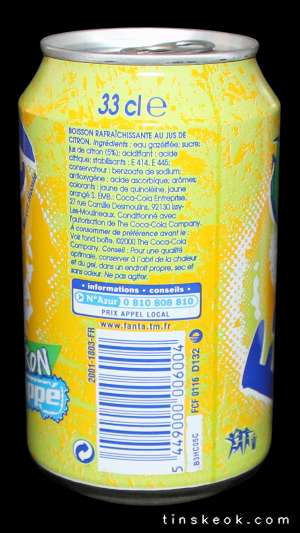 33 cl e
BOISSON RAFRAÎCHISSANTE AU JUS DE
CITRON. Ingrédients : eau gazéifiée; sucre;
jus de citron (5%); acidifiant : acide
citrique; stabilisants : E 414, E 445;
conservateur : benzoate de sodium;
antioxygène : acide ascorbique; arômes;
colorants : jaune de quinoléine, jaune
orangé S. EMB.: Coca-Cola Entreprise,
27 rue Camille Desmoulins, 92130 Issy-
Les-Moulineaux. Conditionné avec
l'autorisation de The Coca-Cola Company.
À consommer de préférence avant le :
Voir fond boîte. ©2000 The Coca-Cola
Company. Conseil : Pour une qualité
optimale, conserver à l'abri de la chaleur
et du gel, dans un endroit propre, sec et
sans odeur. Ne pas agiter.
• informations • conseils •
N°Azur 0 810 808 810
PRIX APPEL LOCAL
www.fanta.tm.fr
2001-1803-FR
5 449000 006004
FCF 0116 D132
B3HC05C
RON
ppé
tinskeok.com